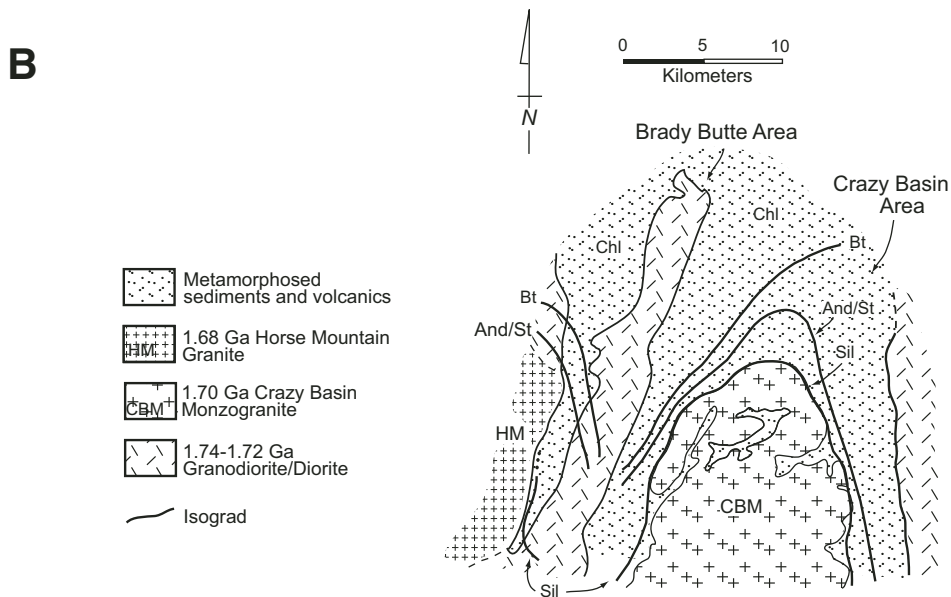 B
N
0 5 10
Kilometers
Brady Butte Area
Crazy Basin
Area
Chl
Chl
Bt
Bt
And/St
And/St
Sil
HM
CBM
Sil
Metamorphosed
sediments and volcanics
HM
1.68 Ga Horse Mountain
Granite
CBM
1.70 Ga Crazy Basin
Monzogranite
1.74-1.72 Ga
Granodiorite/Diorite
Isograd